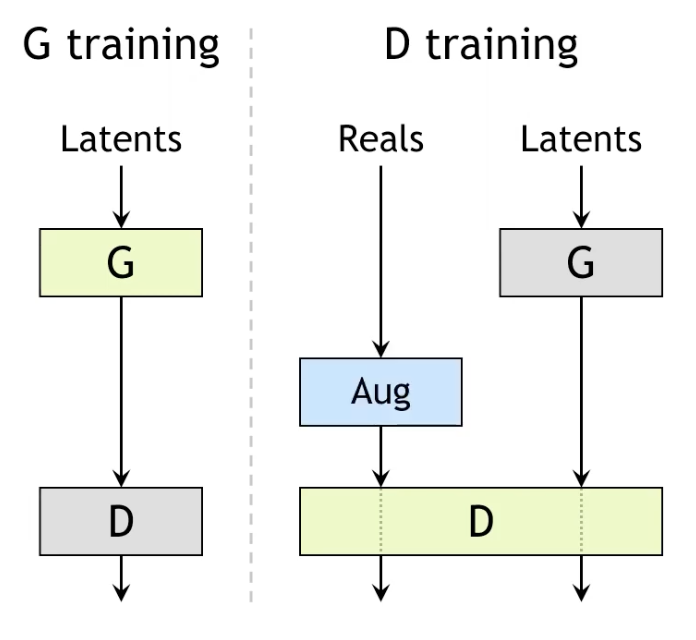 G training
D training
Latents
Reals
Latents
G
G
Aug
D
D